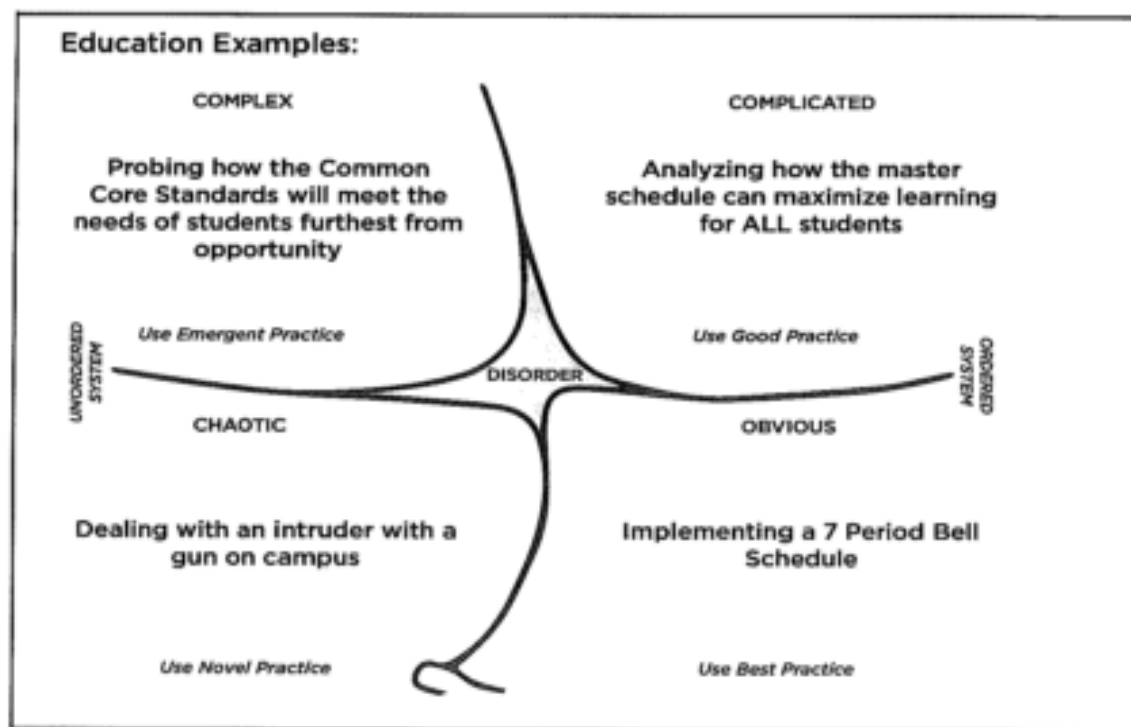 Education Examples:
COMPLEX
Probing how the Common
Core Standards will meet the
needs of students furthest from
opportunity
Use Emergent Practice
COMPLICATED
Analyzing how the master
schedule can maximize learning
for ALL students
Use Good Practice
UNORDERED
SYSTEM
DISORDER
ORDERED
SYSTEM
CHAOTIC
Dealing with an intruder with a
gun on campus
Use Novel Practice
OBVIOUS
Implementing a 7 Period Bell
Schedule
Use Best Practice